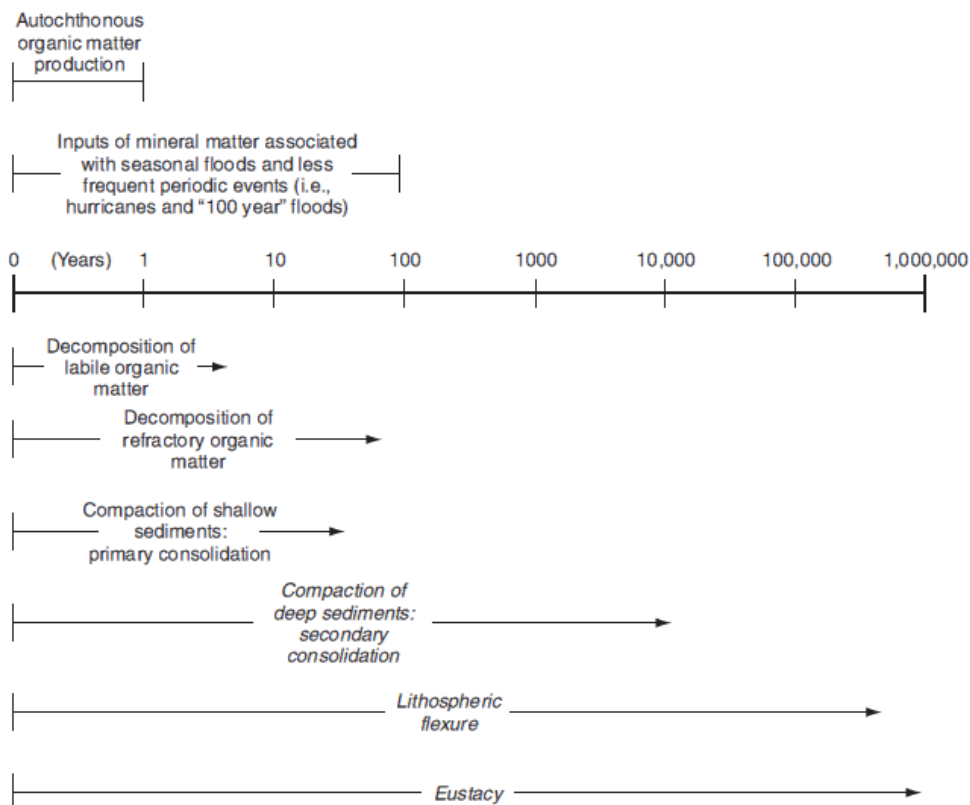 Autochthonous
organic matter
production
Inputs of mineral matter associated
with seasonal floods and less
frequent periodic events (i.e.,
hurricanes and “100 year” floods)
0 (Years) 1 10 100 1000 10,000 100,000 1,000,000
Decomposition of
labile organic
matter
Decomposition of
refractory organic
matter
Compaction of shallow
sediments:
primary consolidation
Compaction of
deep sediments:
secondary
consolidation
Lithospheric
flexure
Eustacy